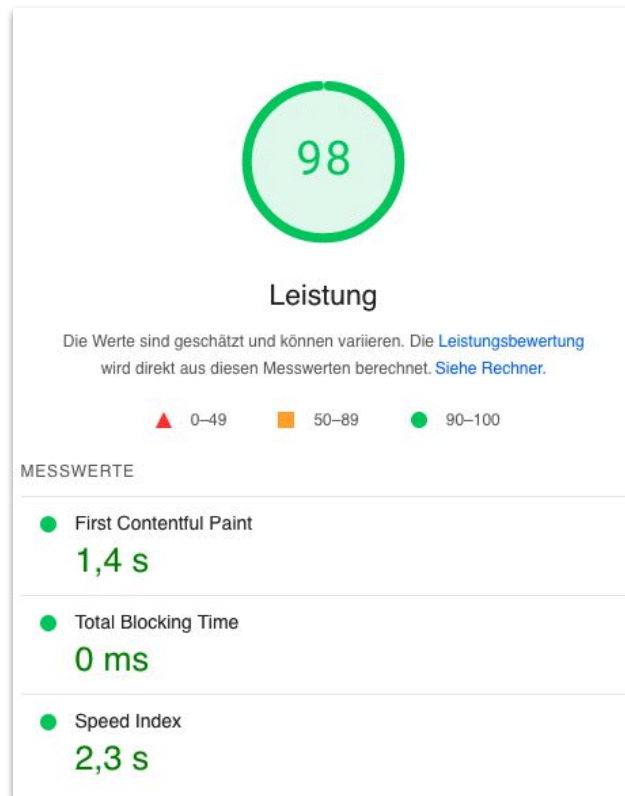 98
Leistung
Die Werte sind geschätzt und können variieren. Die Leistungsbewertung
wird direkt aus diesen Messwerten berechnet. Siehe Rechner.
0–49 50–89 90–100
MESSWERTE
First Contentful Paint
1,4 s
Total Blocking Time
0 ms
Speed Index
2,3 s